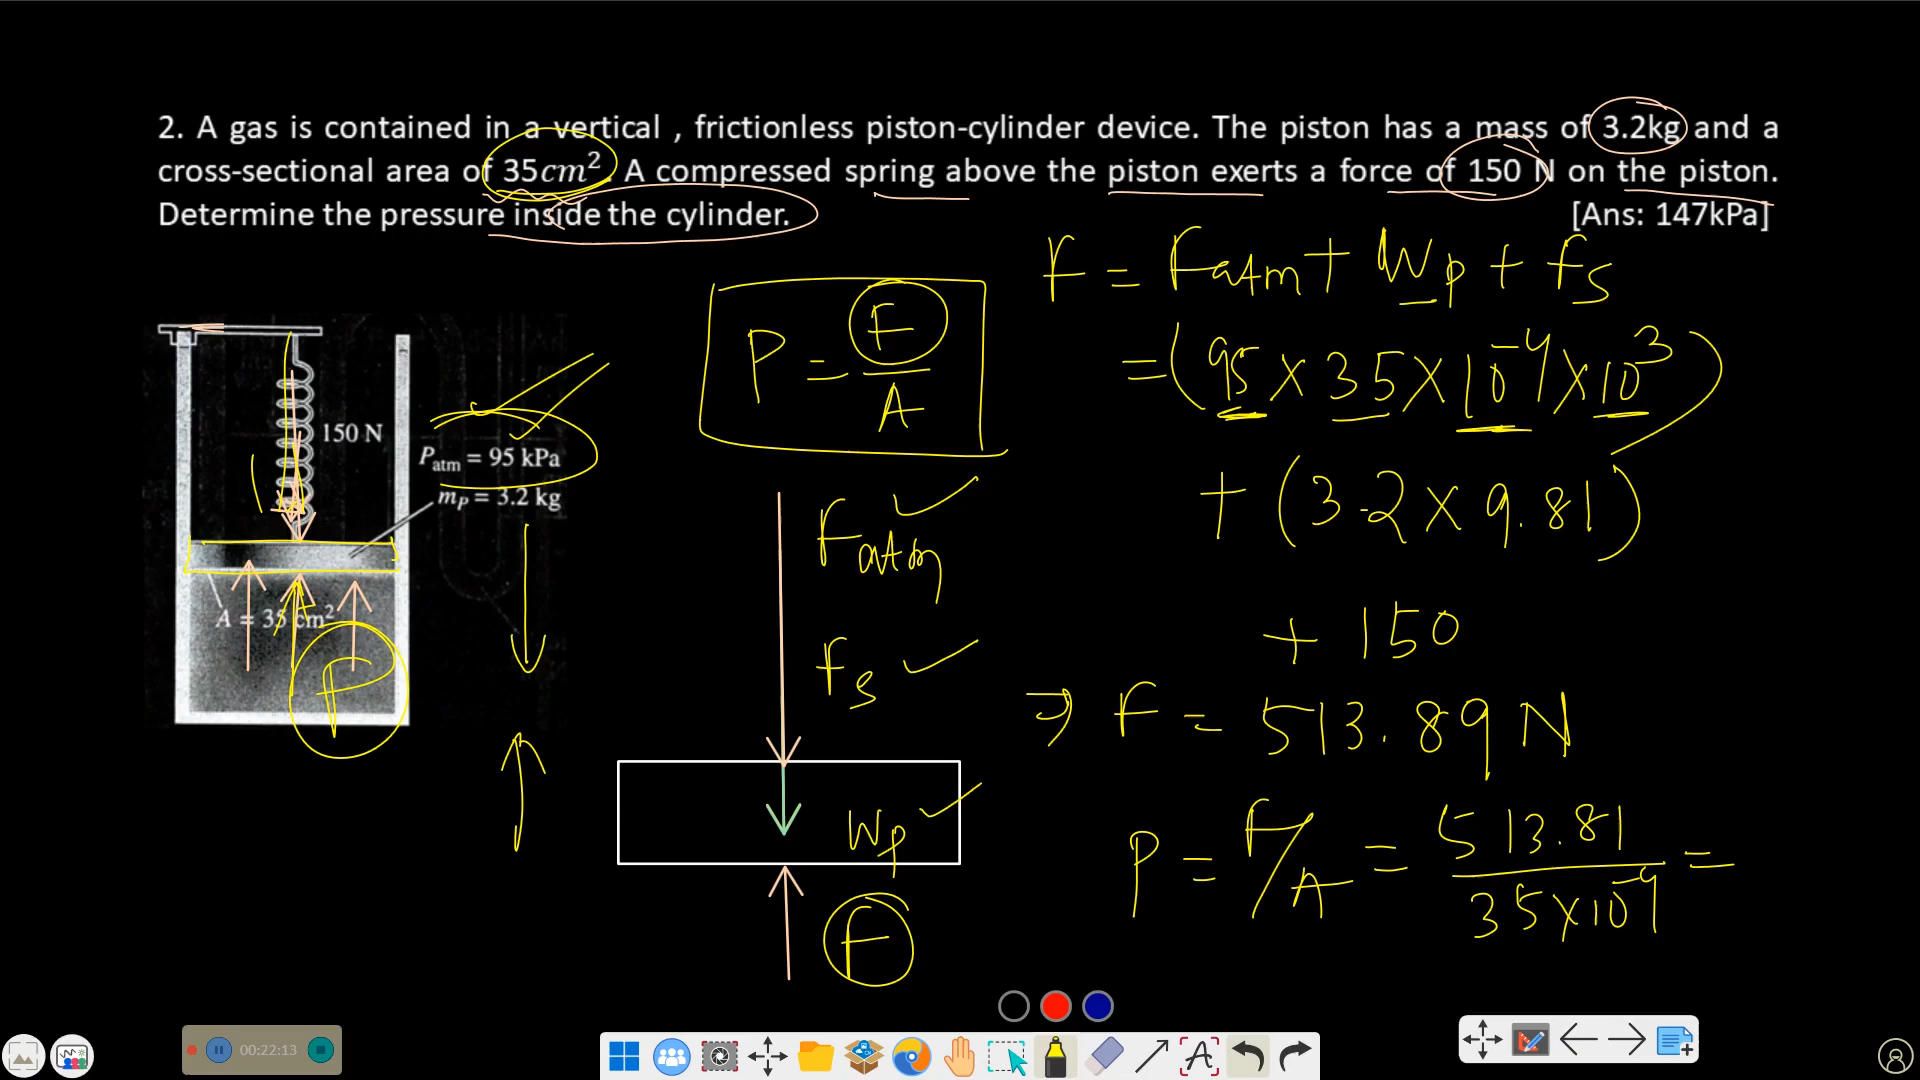 2. A gas is contained in a vertical , frictionless piston-cylinder device. The piston has a mass of 3.2kg and a
cross-sectional area of 35cm² A compressed spring above the piston exerts a force of 150 N on the piston.
Determine the pressure inside the cylinder. [Ans: 147kPa]
F = Fatm + Wp + fs
P = F/A
= (95 × 35 × 10⁻⁴ × 10³)
150 N
Patm = 95 kPa
mP = 3.2 kg
+ (3.2 × 9.81)
Fatm
A = 35 cm²
+ 150
fs
P
⇒ F = 513.89 N
Wp
P = F/A = 513.81 / 35×10⁻⁴ =
F
00:22:13